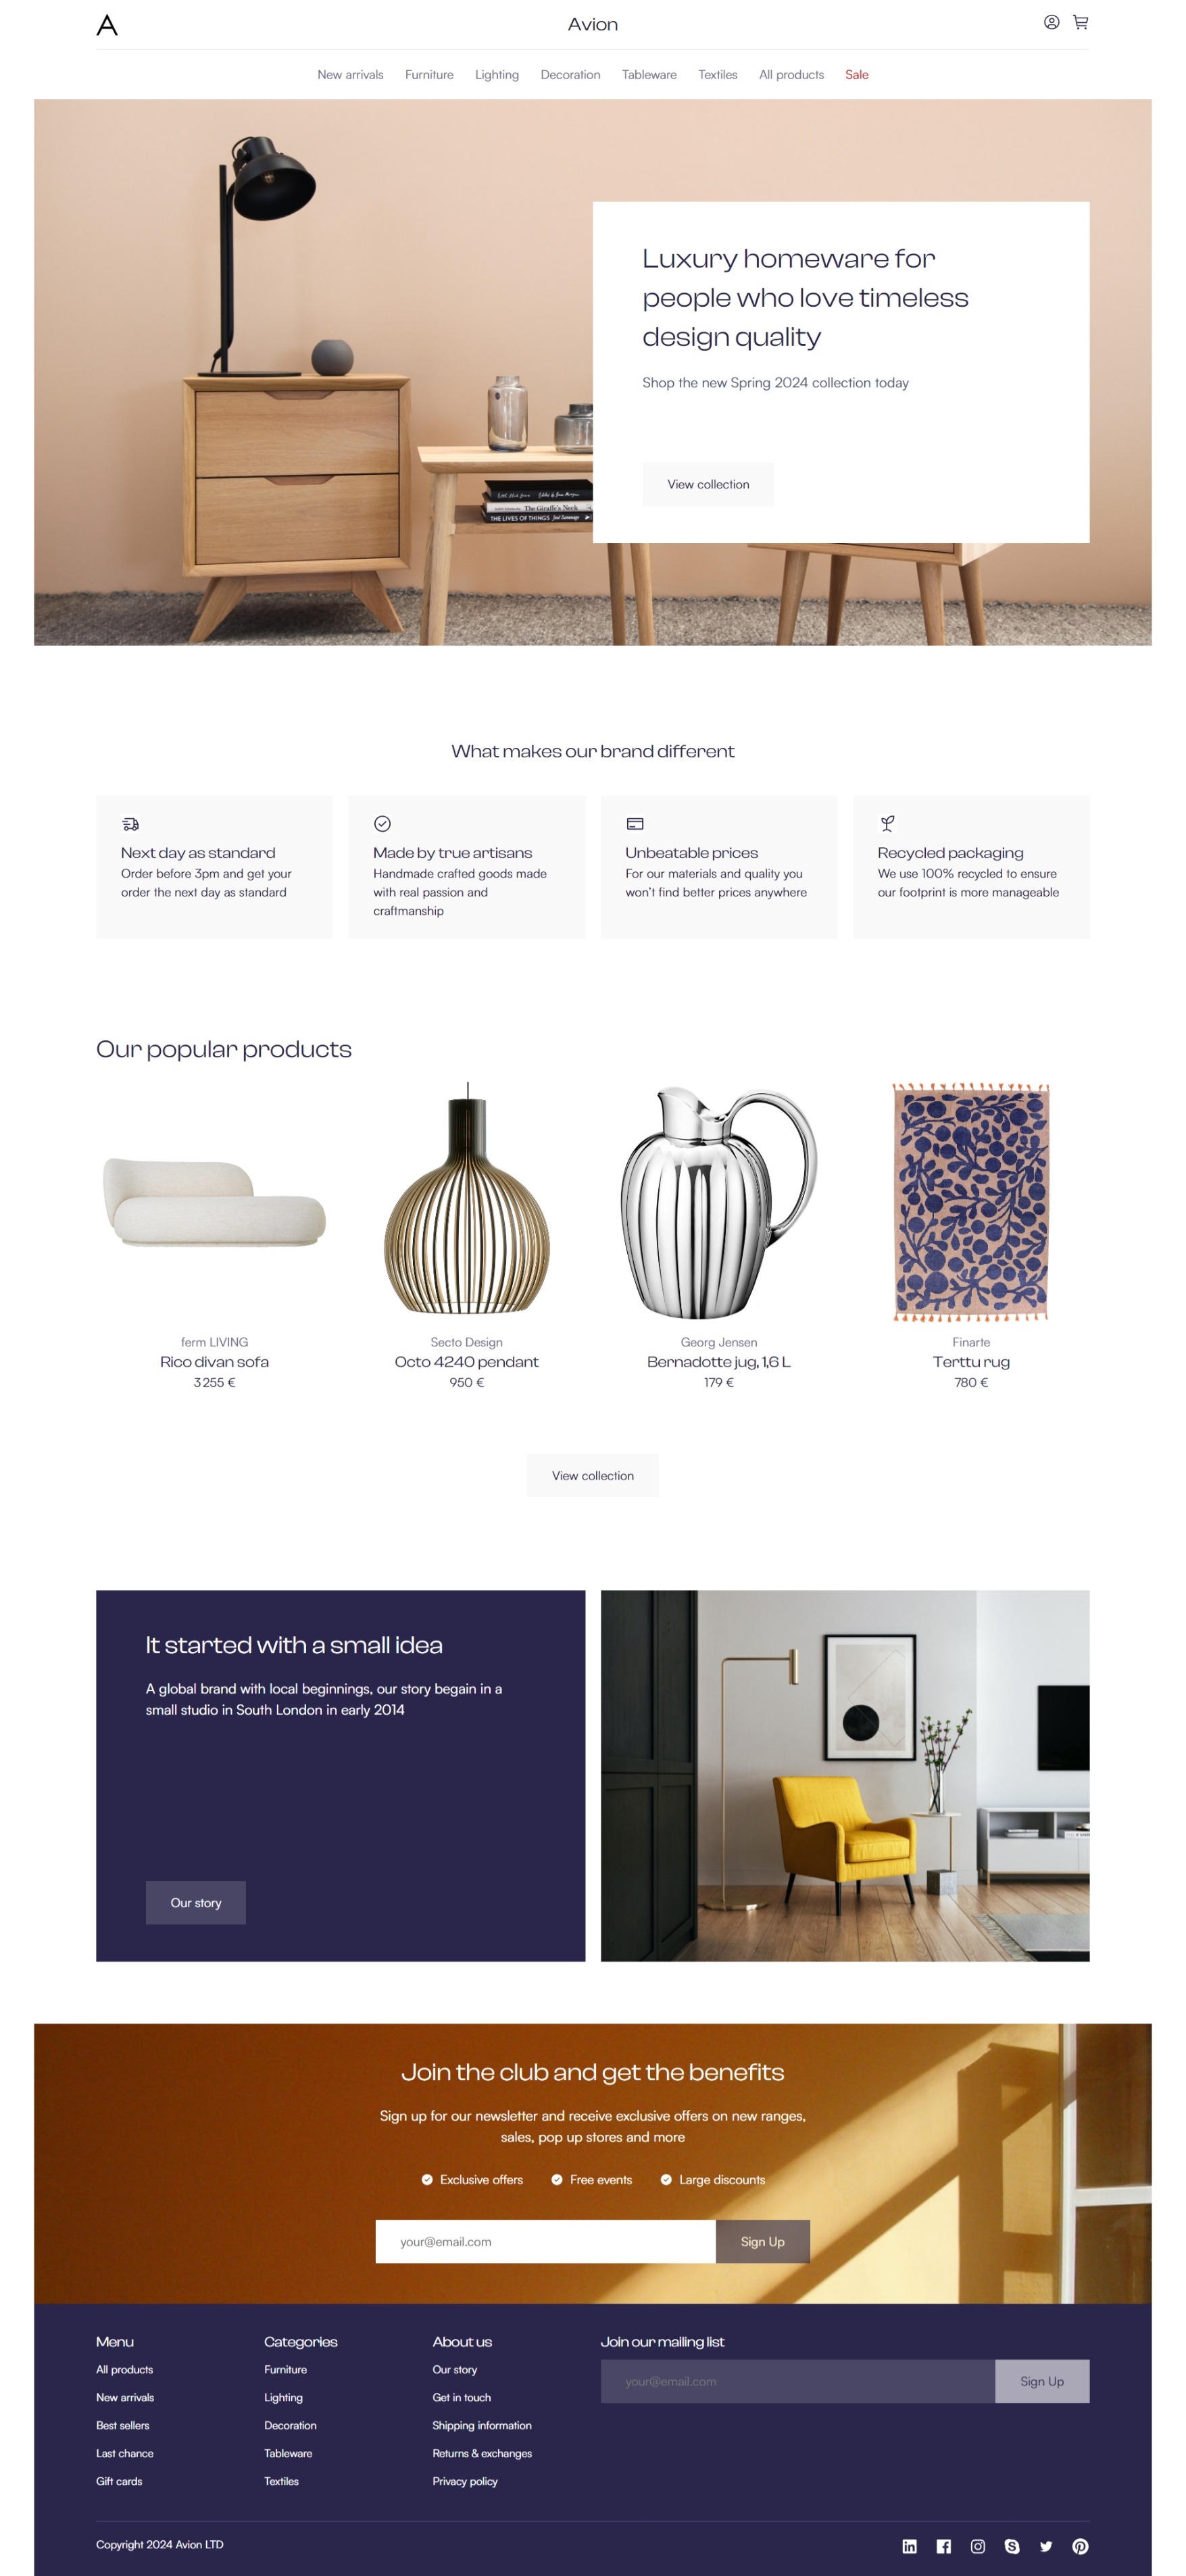 A
Avion
New arrivals Furniture Lighting Decoration Tableware Textiles All products Sale
Luxury homeware for
people who love timeless
design quality
Shop the new Spring 2024 collection today
View collection
The Giraffe's Neck
THE LIVES OF THINGS José Saramago
What makes our brand different
Next day as standard
Order before 3pm and get your
order the next day as standard
Made by true artisans
Handmade crafted goods made
with real passion and
craftmanship
Unbeatable prices
For our materials and quality you
won't find better prices anywhere
Recycled packaging
We use 100% recycled to ensure
our footprint is more manageable
Our popular products
ferm LIVING
Rico divan sofa
3 255 €
Secto Design
Octo 4240 pendant
950 €
Georg Jensen
Bernadotte jug, 1,6 L
179 €
Finarte
Terttu rug
780 €
View collection
It started with a small idea
A global brand with local beginnings, our story begain in a
small studio in South London in early 2014
Our story
Join the club and get the benefits
Sign up for our newsletter and receive exclusive offers on new ranges,
sales, pop up stores and more
Exclusive offers Free events Large discounts
your@email.com Sign Up
Menu
All products
New arrivals
Best sellers
Last chance
Gift cards
Categories
Furniture
Lighting
Decoration
Tableware
Textiles
About us
Our story
Get in touch
Shipping information
Returns & exchanges
Privacy policy
Join our mailing list
your@email.com Sign Up
Copyright 2024 Avion LTD